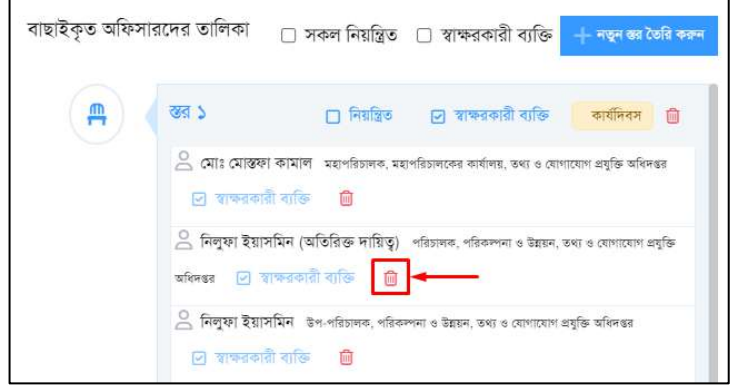 বাছাইকৃত অফিসারদের তালিকা সকল নিয়ন্ত্রিত স্বাক্ষরকারী ব্যক্তি + নতুন স্তর তৈরি করুন
স্তর ১ নিয়ন্ত্রিত স্বাক্ষরকারী ব্যক্তি কার্যদিবস
মোঃ মোস্তফা কামাল মহাপরিচালক, মহাপরিচালকের কার্যালয়, তথ্য ও যোগাযোগ প্রযুক্তি অধিদপ্তর
স্বাক্ষরকারী ব্যক্তি
নিলুফা ইয়াসমিন (অতিরিক্ত দায়িত্ব) পরিচালক, পরিকল্পনা ও উন্নয়ন, তথ্য ও যোগাযোগ প্রযুক্তি
অধিদপ্তর স্বাক্ষরকারী ব্যক্তি
নিলুফা ইয়াসমিন উপ-পরিচালক, পরিকল্পনা ও উন্নয়ন, তথ্য ও যোগাযোগ প্রযুক্তি অধিদপ্তর
স্বাক্ষরকারী ব্যক্তি